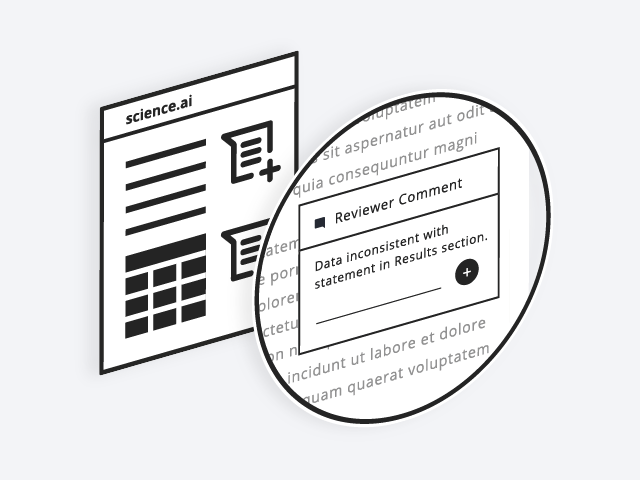 science.ai
sit aspernatur aut odit
quia consequuntur magni
Reviewer Comment
Data inconsistent with
statement in Results section.
+
incidunt ut labore et dolore
quam quaerat voluptatem